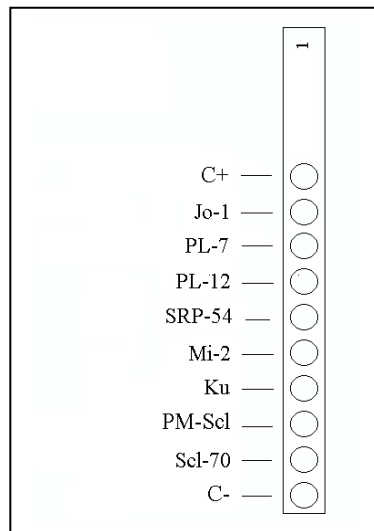 1
C+
Jo-1
PL-7
PL-12
SRP-54
Mi-2
Ku
PM-Scl
Scl-70
C-